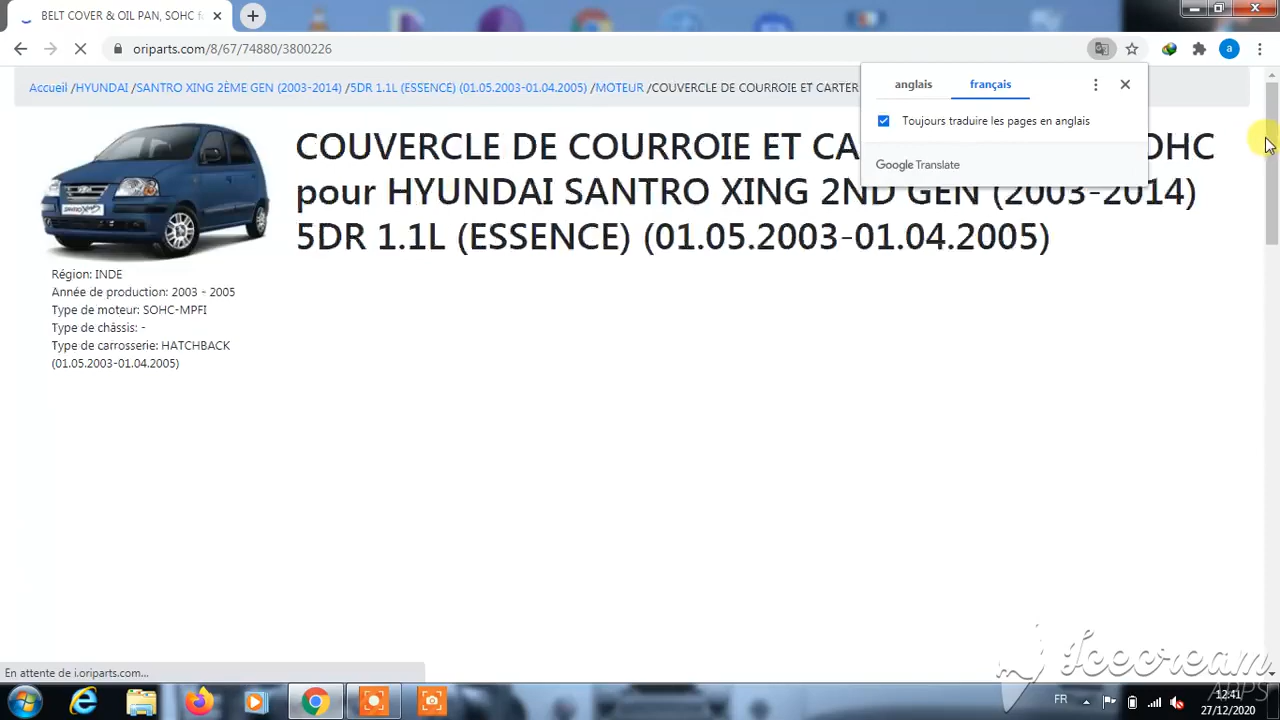 BELT COVER & OIL PAN, SOHC f
oriparts.com/8/67/74880/3800226
a
Accueil /HYUNDAI /SANTRO XING 2ÈME GEN (2003-2014) /5DR 1.1L (ESSENCE) (01.05.2003-01.04.2005) /MOTEUR /COUVERCLE DE COURROIE ET CARTER
anglais
français
Toujours traduire les pages en anglais
Google Translate
COUVERCLE DE COURROIE ET CA OHC
pour HYUNDAI SANTRO XING 2ND GEN (2003-2014)
5DR 1.1L (ESSENCE) (01.05.2003-01.04.2005)
Région: INDE
Année de production: 2003 - 2005
Type de moteur: SOHC-MPFI
Type de châssis: -
Type de carrosserie: HATCHBACK
(01.05.2003-01.04.2005)
En attente de i.oriparts.com...
Icecream
APPS
FR
12:41
27/12/2020